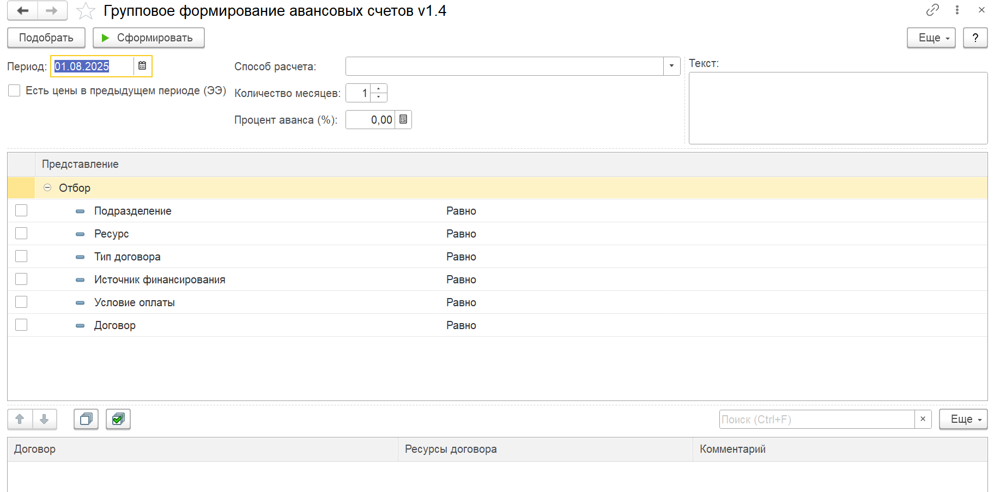 Групповое формирование авансовых счетов v1.4
Подобрать
Сформировать
Еще
?
Период: 01.08.2025
Способ расчета:
Текст:
Есть цены в предыдущем периоде (ЭЭ)
Количество месяцев: 1
Процент аванса (%): 0,00
Представление
Отбор
Подразделение Равно
Ресурс Равно
Тип договора Равно
Источник финансирования Равно
Условие оплаты Равно
Договор Равно
Поиск (Ctrl+F)
Еще
Договор Ресурсы договора Комментарий